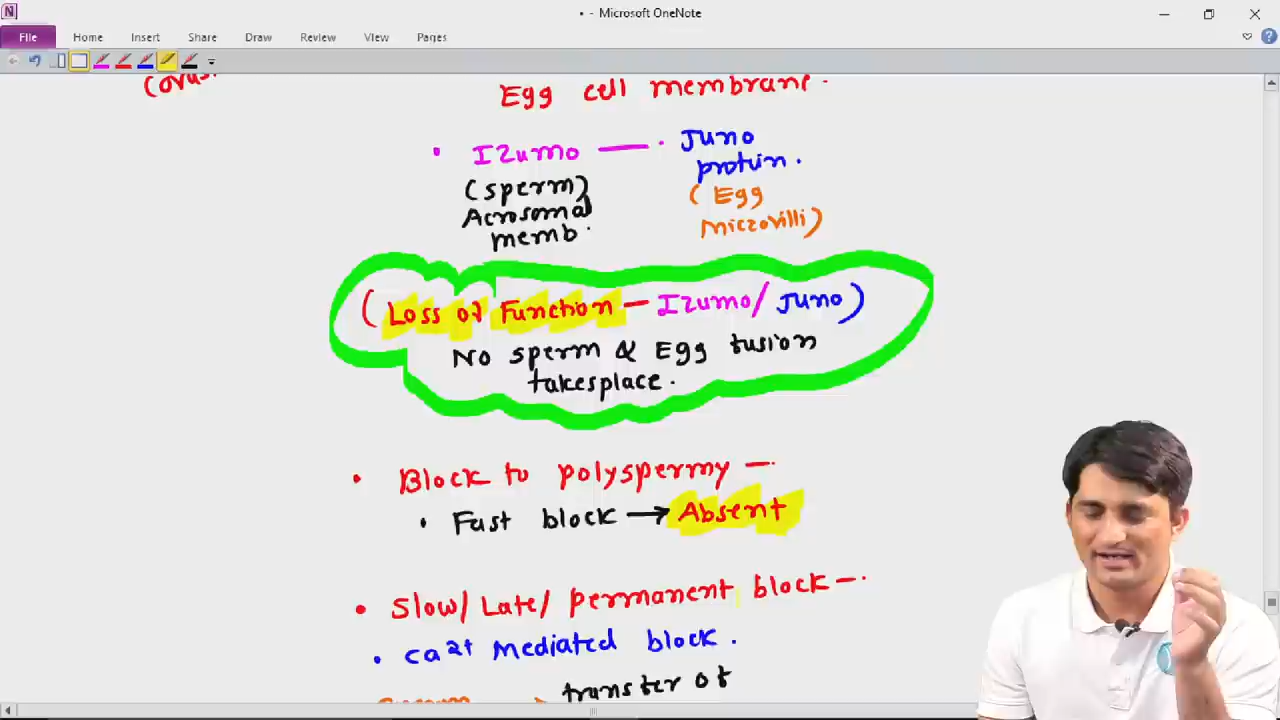 Microsoft OneNote
File Home Insert Share Draw Review View Pages
Egg cell membrane.
• Izumo — • Juno
protein.
(sperm) (Egg
Acrosomal microvilli)
memb.
(Loss of Function - Izumo/Juno)
No sperm & Egg fusion
takesplace.
• Block to polyspermy -.
• Fast block → Absent
• Slow/Late/permanent block -.
• Ca2+ Mediated block.
transfer of